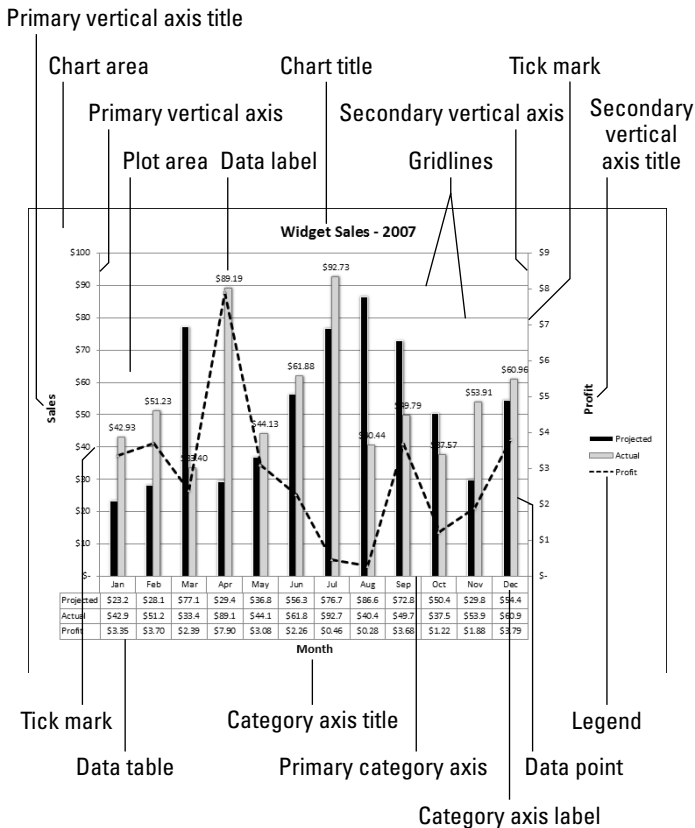 Primary vertical axis title
Chart area
Chart title
Tick mark
Primary vertical axis
Secondary vertical axis
Secondary
vertical
axis title
Plot area
Data label
Gridlines
Widget Sales - 2007
$100
$90
$80
$70
$60
$50
$40
$30
$20
$10
$-
Sales
$42.93
$51.23
$33.40
$89.19
$44.13
$61.88
$92.73
$40.44
$49.79
$37.57
$53.91
$60.96
$9
$8
$7
$6
$5
$4
$3
$2
$1
$-
Profit
Projected
Actual
Profit
Jan Feb Mar Apr May Jun Jul Aug Sep Oct Nov Dec
Projected $23.2 $28.1 $77.1 $29.4 $36.8 $56.3 $76.7 $86.6 $72.8 $50.4 $29.8 $54.4
Actual $42.9 $51.2 $33.4 $89.1 $44.1 $61.8 $92.7 $40.4 $49.7 $37.5 $53.9 $60.9
Profit $3.35 $3.70 $2.39 $7.90 $3.08 $2.26 $0.46 $0.28 $3.68 $1.22 $1.88 $3.79
Month
Tick mark
Category axis title
Legend
Data table
Primary category axis
Data point
Category axis label